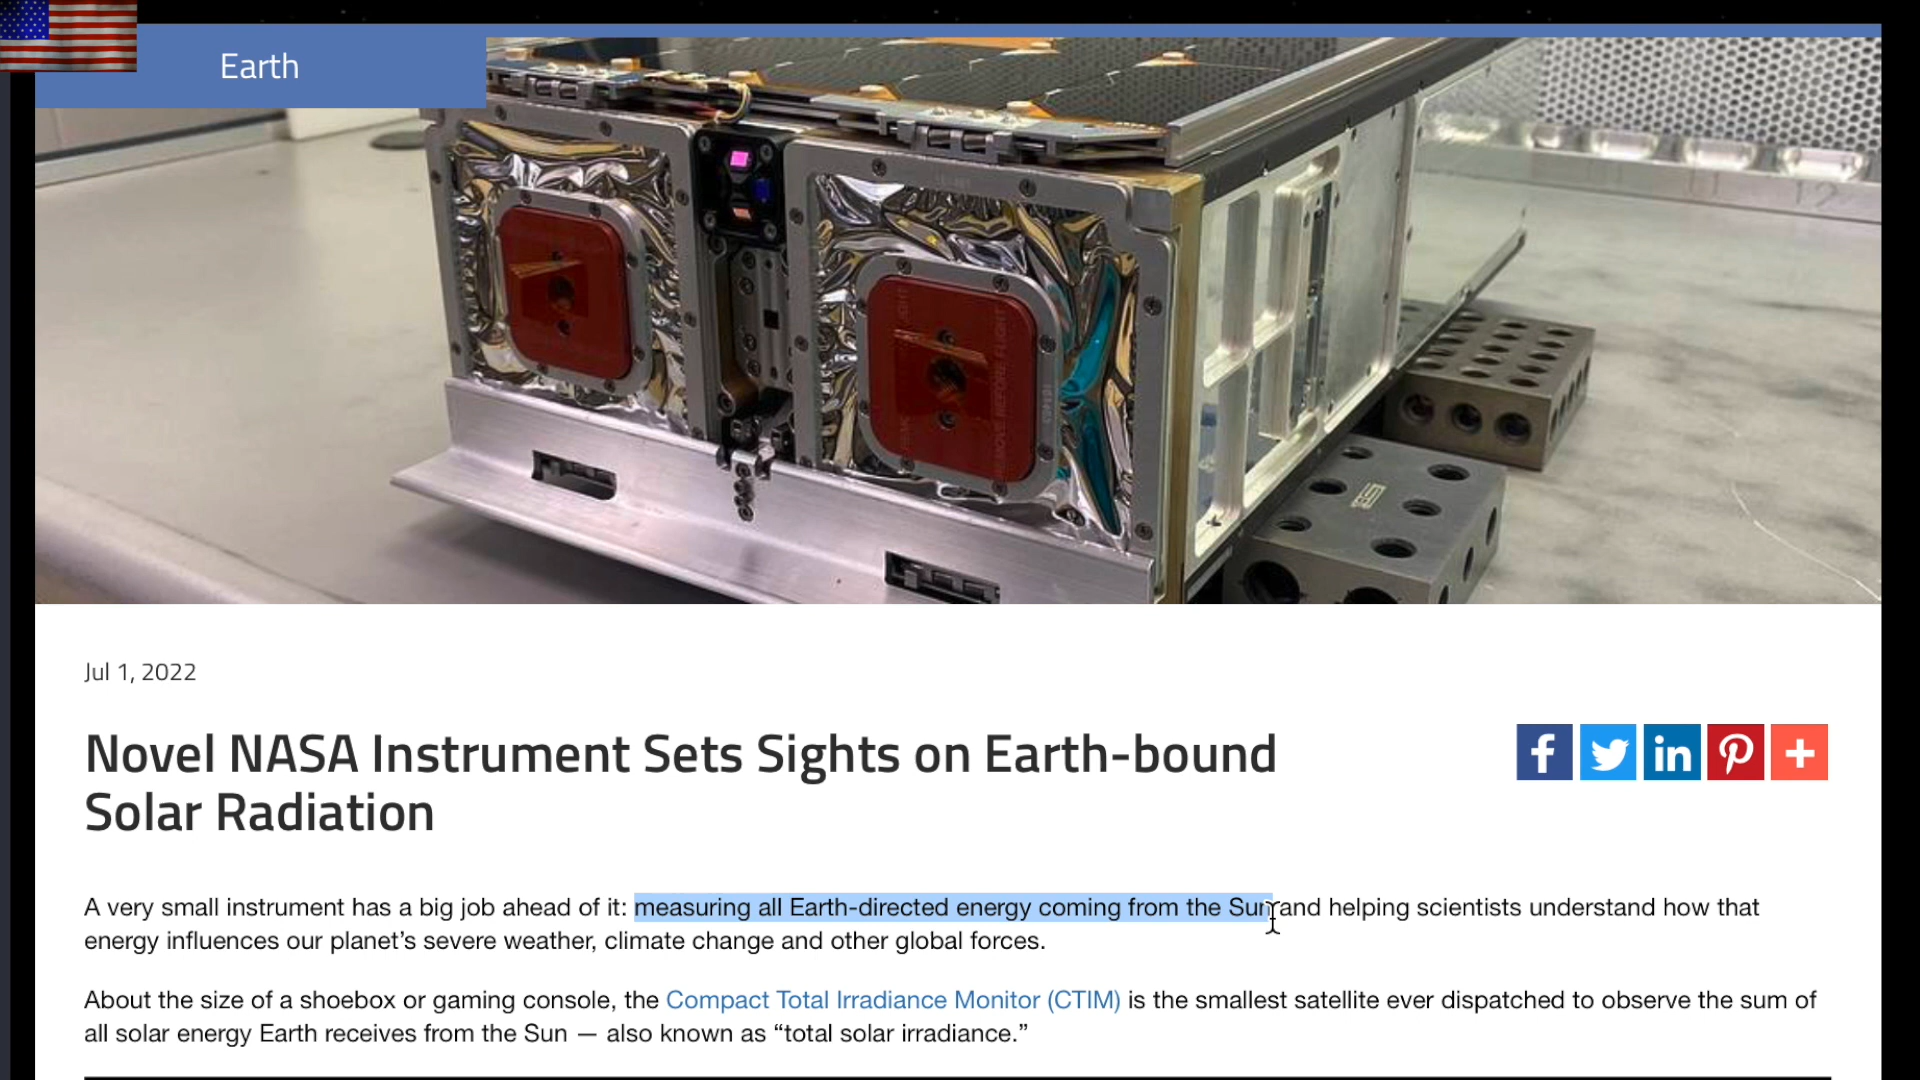 Earth
REMOVE BEFORE FLIGHT
Jul 1, 2022
Novel NASA Instrument Sets Sights on Earth-bound
Solar Radiation
A very small instrument has a big job ahead of it: measuring all Earth-directed energy coming from the Sun and helping scientists understand how that
energy influences our planet’s severe weather, climate change and other global forces.
About the size of a shoebox or gaming console, the Compact Total Irradiance Monitor (CTIM) is the smallest satellite ever dispatched to observe the sum of
all solar energy Earth receives from the Sun — also known as “total solar irradiance.”